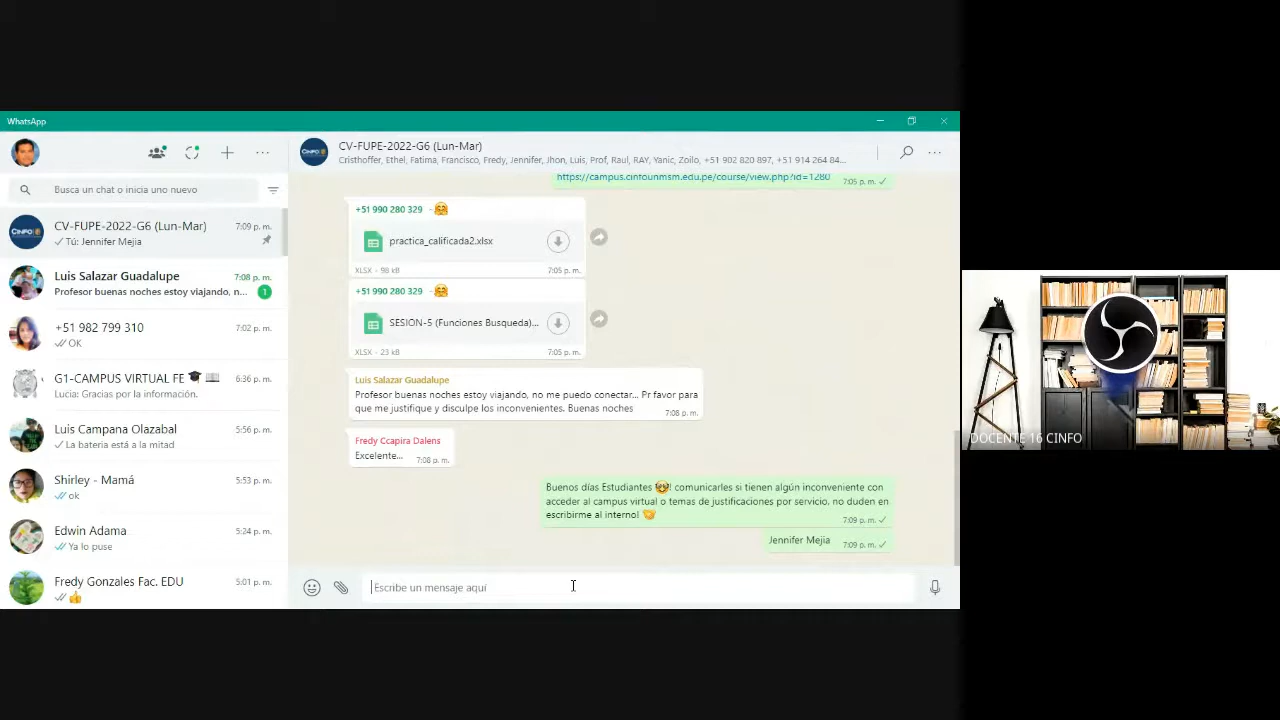 WhatsApp
Busca un chat o inicia uno nuevo
CINFO
CV-FUPE-2022-G6 (Lun-Mar)
7:09 p. m.
Tú: Jennifer Mejia
Luis Salazar Guadalupe
7:08 p. m.
Profesor buenas noches estoy viajando, n...
1
+51 982 799 310
7:02 p. m.
OK
G1-CAMPUS VIRTUAL FE
6:36 p. m.
Lucia: Gracias por la información.
Luis Campana Olazabal
5:56 p. m.
La bateria está a la mitad
Shirley - Mamá
5:53 p. m.
ok
Edwin Adama
5:24 p. m.
Ya lo puse
Fredy Gonzales Fac. EDU
5:01 p. m.
👍
CINFO
CV-FUPE-2022-G6 (Lun-Mar)
Cristhoffer, Ethel, Fatima, Francisco, Fredy, Jennifer, Jhon, Luis, Prof, Raul, RAY, Yanic, Zoilo, +51 902 820 897, +51 914 264 84...
https://campus.cinfounmsm.edu.pe/course/view.php?id=1280
7:05 p. m.
+51 990 280 329 ~🤗
practica_calificada2.xlsx
XLSX - 98 kB
7:05 p. m.
+51 990 280 329 ~🤗
SESION-5 (Funciones Busqueda)...
XLSX - 23 kB
7:05 p. m.
Luis Salazar Guadalupe
Profesor buenas noches estoy viajando, no me puedo conectar... Pr favor para
que me justifique y disculpe los inconvenientes. Buenas noches
7:08 p. m.
Fredy Ccapira Dalens
Excelente...
7:08 p. m.
Buenos días Estudiantes 🤓! comunicarles si tienen algún inconveniente con
acceder al campus virtual o temas de justificaciones por servicio, no duden en
escribirme al interno!
7:09 p. m.
Jennifer Mejia
7:09 p. m.
Escribe un mensaje aquí
DOCENTE 16 CINFO